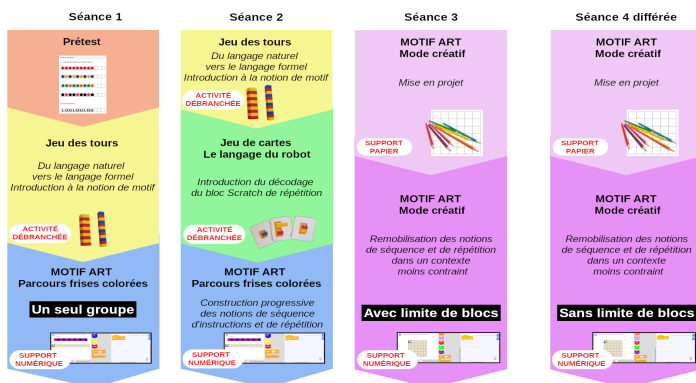 Séance 1
Prétest
Jeu des tours
Du langage naturel
vers le langage formel
Introduction à la notion de motif
ACTIVITÉ
DÉBRANCHÉE
MOTIF ART
Parcours frises colorées
Un seul groupe
SUPPORT
NUMÉRIQUE
Séance 2
Jeu des tours
Du langage naturel
vers le langage formel
Introduction à la notion de motif
ACTIVITÉ
DÉBRANCHÉE
Jeu de cartes
Le langage du robot
Introduction du décodage
du bloc Scratch de répétition
ACTIVITÉ
DÉBRANCHÉE
MOTIF ART
Parcours frises colorées
Construction progressive
des notions de séquence
d'instructions et de répétition
SUPPORT
NUMÉRIQUE
Séance 3
MOTIF ART
Mode créatif
Mise en projet
SUPPORT
PAPIER
MOTIF ART
Mode créatif
Remobilisation des notions
de séquence et de répétition
dans un contexte
moins contraint
Avec limite de blocs
SUPPORT
NUMÉRIQUE
Séance 4 différée
MOTIF ART
Mode créatif
Mise en projet
SUPPORT
PAPIER
MOTIF ART
Mode créatif
Remobilisation des notions
de séquence et de répétition
dans un contexte
moins contraint
Sans limite de blocs
SUPPORT
NUMÉRIQUE